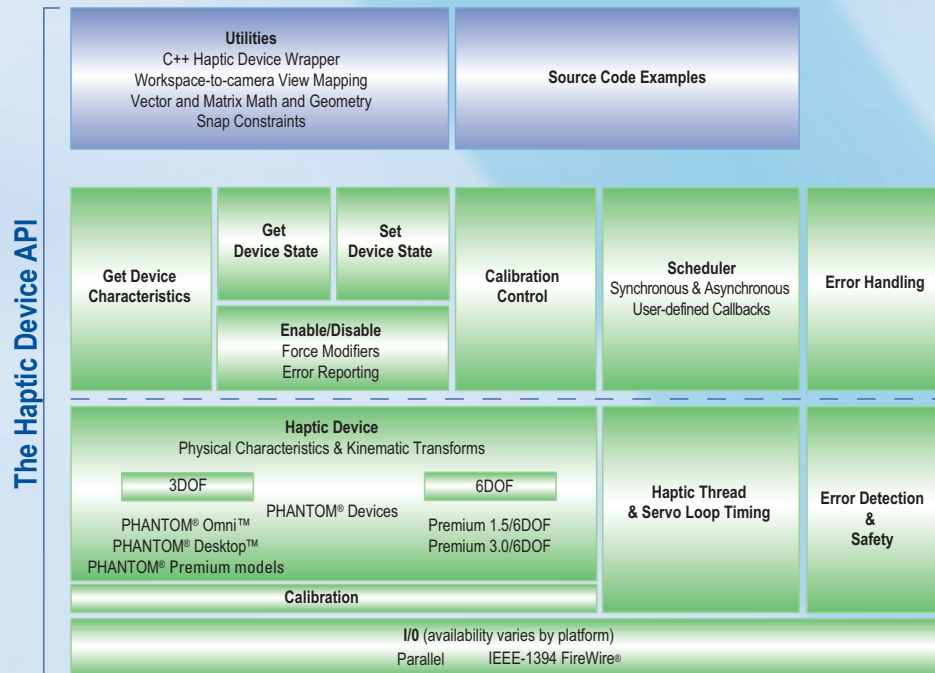 The Haptic Device API
Utilities
C++ Haptic Device Wrapper
Workspace-to-camera View Mapping
Vector and Matrix Math and Geometry
Snap Constraints
Source Code Examples
Get Device
Characteristics
Get
Device State
Set
Device State
Enable/Disable
Force Modifiers
Error Reporting
Calibration
Control
Scheduler
Synchronous & Asynchronous
User-defined Callbacks
Error Handling
Haptic Device
Physical Characteristics & Kinematic Transforms
3DOF
PHANTOM® Devices
6DOF
PHANTOM® Omni™
PHANTOM® Desktop™
PHANTOM® Premium models
Premium 1.5/6DOF
Premium 3.0/6DOF
Haptic Thread
& Servo Loop Timing
Error Detection
&
Safety
Calibration
I/0 (availability varies by platform)
Parallel IEEE-1394 FireWire®